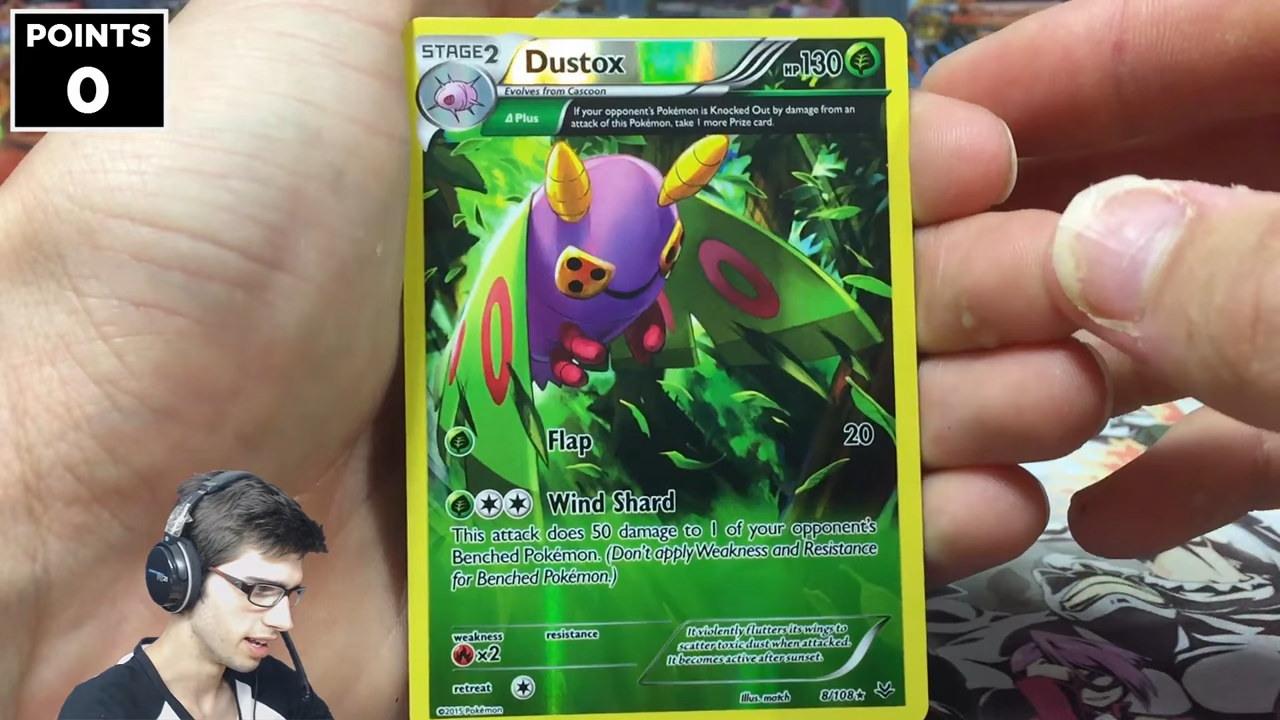 POINTS
0
STAGE2
Dustox
HP130
Evolves from Cascoon
Δ Plus
If your opponent's Pokémon is Knocked Out by damage from an
attack of this Pokémon, take 1 more Prize card.
Flap
20
Wind Shard
This attack does 50 damage to 1 of your opponent's
Benched Pokémon. (Don't apply Weakness and Resistance
for Benched Pokémon.)
weakness
resistance
x2
It violently flutters its wings to
scatter toxic dust when attacked.
It becomes active after sunset.
retreat
Illus. match
8/108★
©2015 Pokémon